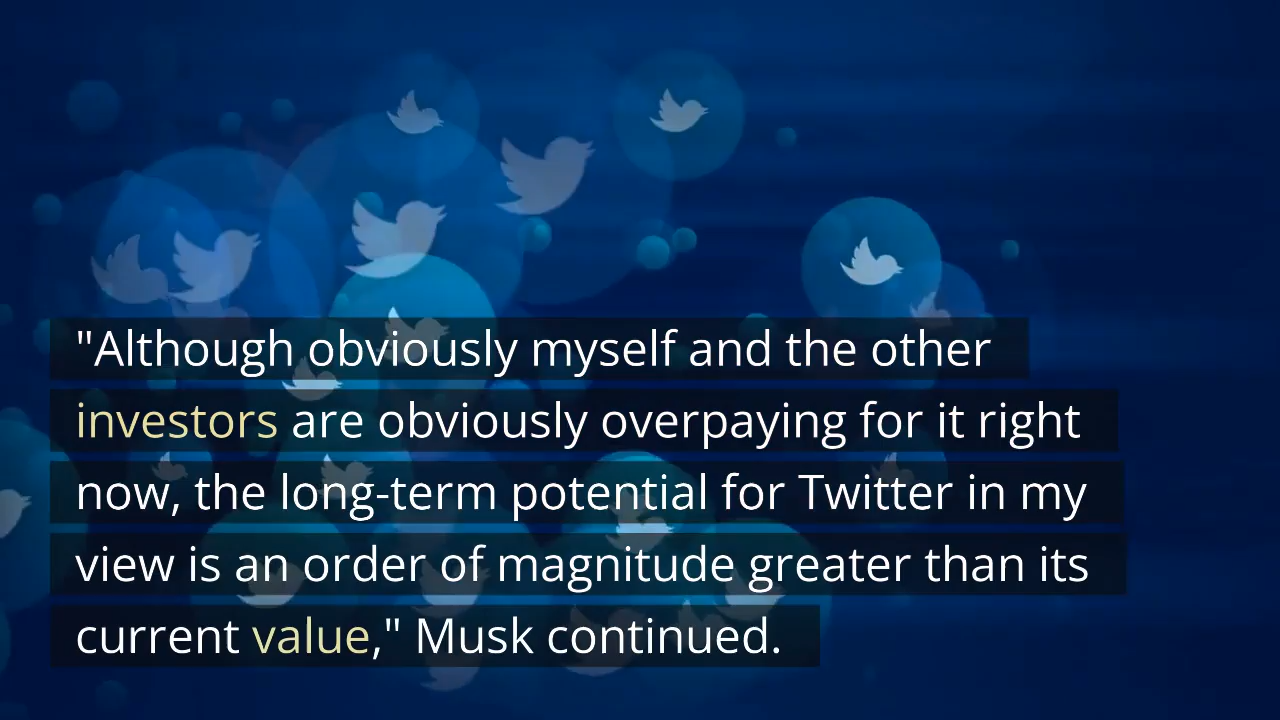 "Although obviously myself and the other
investors are obviously overpaying for it right
now, the long-term potential for Twitter in my
view is an order of magnitude greater than its
current value," Musk continued.